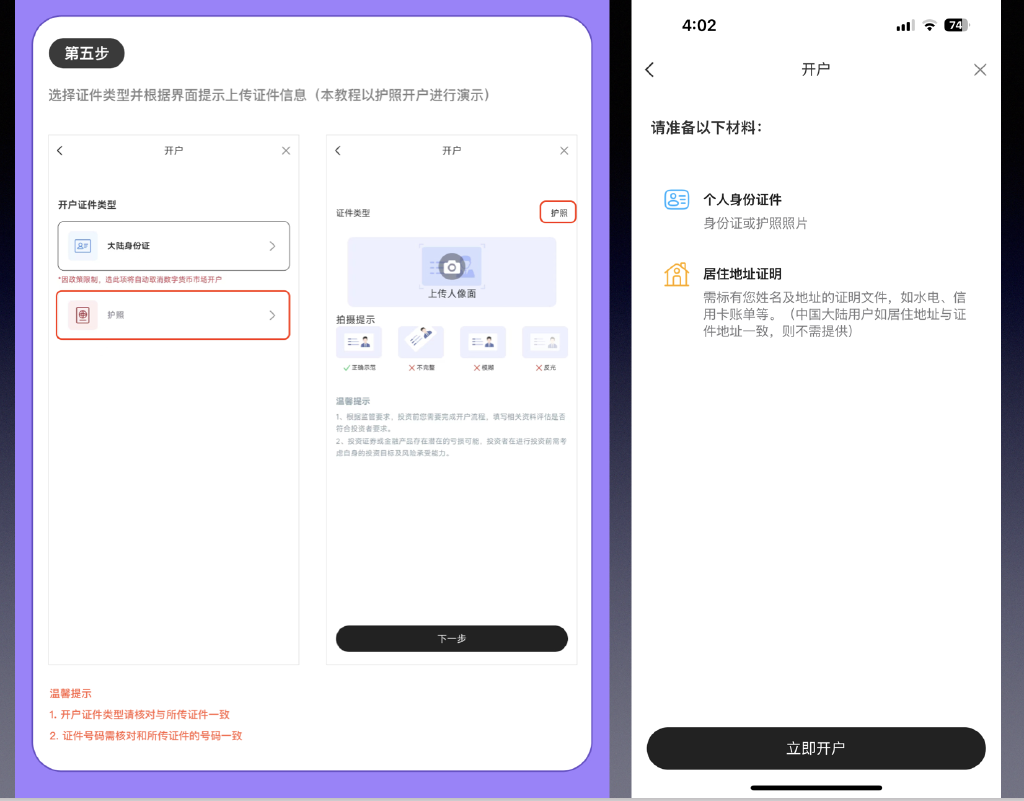 第五步
选择证件类型并根据界面提示上传证件信息（本教程以护照开户进行演示）
开户
开户证件类型
大陆身份证
*因政策限制，选此项将自动取消数字货币市场开户
护照
开户
证件类型
护照
上传人像面
拍摄提示
正确示范
不完整
模糊
反光
温馨提示
1、根据监管要求，投资前您需要完成开户流程，填写相关资料评估是否
符合投资者要求。
2、投资证券或金融产品存在潜在的亏损可能，投资者在进行投资前需考
虑自身的投资目标及风险承受能力。
下一步
温馨提示
1. 开户证件类型请核对与所传证件一致
2. 证件号码需核对和所传证件的号码一致
4:02
74
开户
请准备以下材料：
个人身份证件
身份证或护照照片
居住地址证明
需标有您姓名及地址的证明文件，如水电、信
用卡账单等。（中国大陆用户如居住地址与证
件地址一致，则不需提供）
立即开户